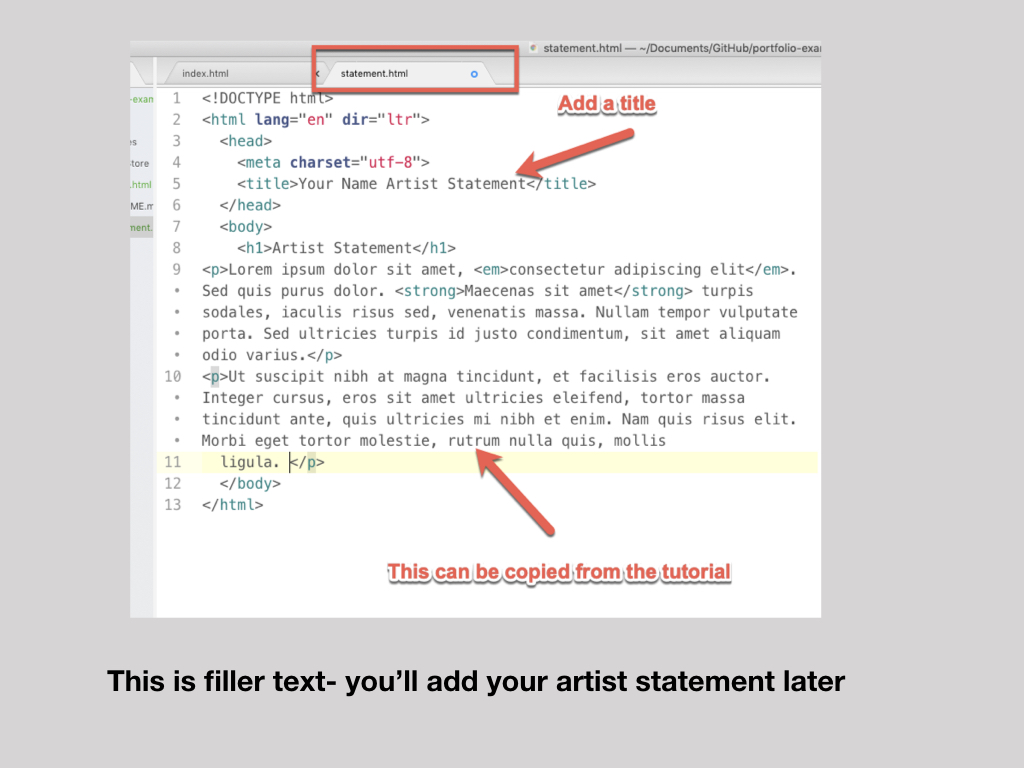 statement.html — ~/Documents/GitHub/portfolio-exar
index.html
statement.html
Add a title
1 <!DOCTYPE html>
2 <html lang="en" dir="ltr">
3 <head>
4 <meta charset="utf-8">
5 <title>Your Name Artist Statement</title>
6 </head>
7 <body>
8 <h1>Artist Statement</h1>
9 <p>Lorem ipsum dolor sit amet, <em>consectetur adipiscing elit</em>.
• Sed quis purus dolor. <strong>Maecenas sit amet</strong> turpis
• sodales, iaculis risus sed, venenatis massa. Nullam tempor vulputate
• porta. Sed ultricies turpis id justo condimentum, sit amet aliquam
• odio varius.</p>
10 <p>Ut suscipit nibh at magna tincidunt, et facilisis eros auctor.
• Integer cursus, eros sit amet ultricies eleifend, tortor massa
• tincidunt ante, quis ultricies mi nibh et enim. Nam quis risus elit.
• Morbi eget tortor molestie, rutrum nulla quis, mollis
11 ligula. </p>
12 </body>
13 </html>
This can be copied from the tutorial
This is filler text- you’ll add your artist statement later